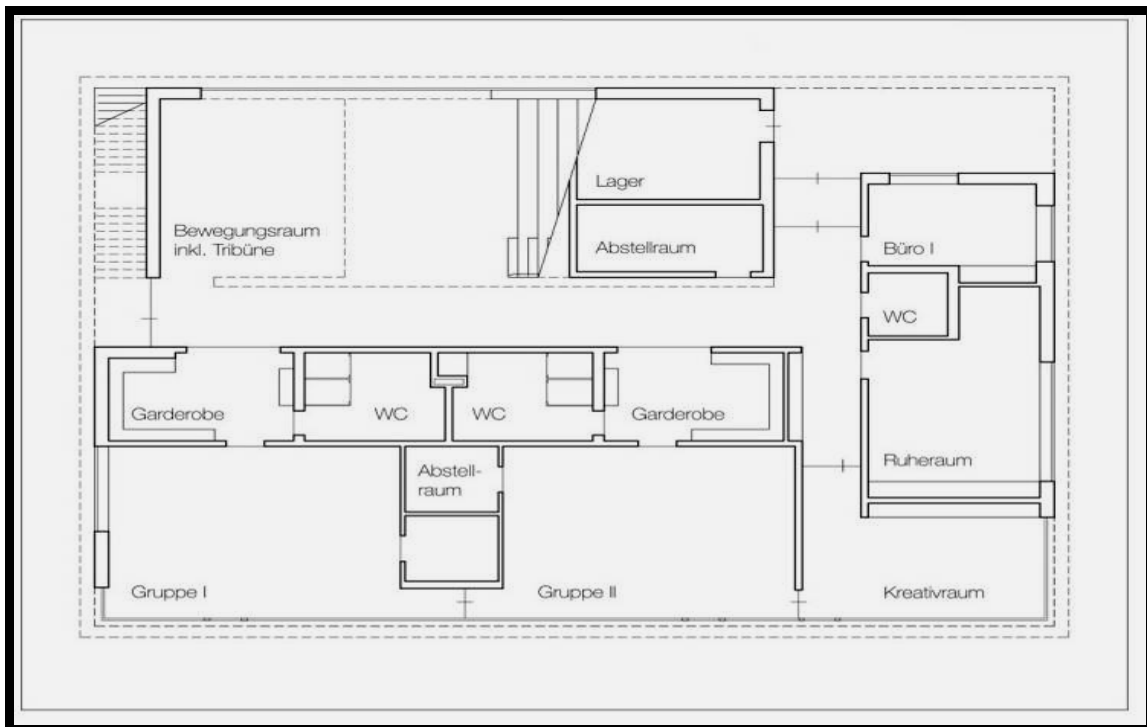 Lager
Bewegungsraum
inkl. Tribüne
Abstellraum
Büro I
WC
Garderobe
WC
WC
Garderobe
Abstell-
raum
Ruheraum
Gruppe I
Gruppe II
Kreativraum